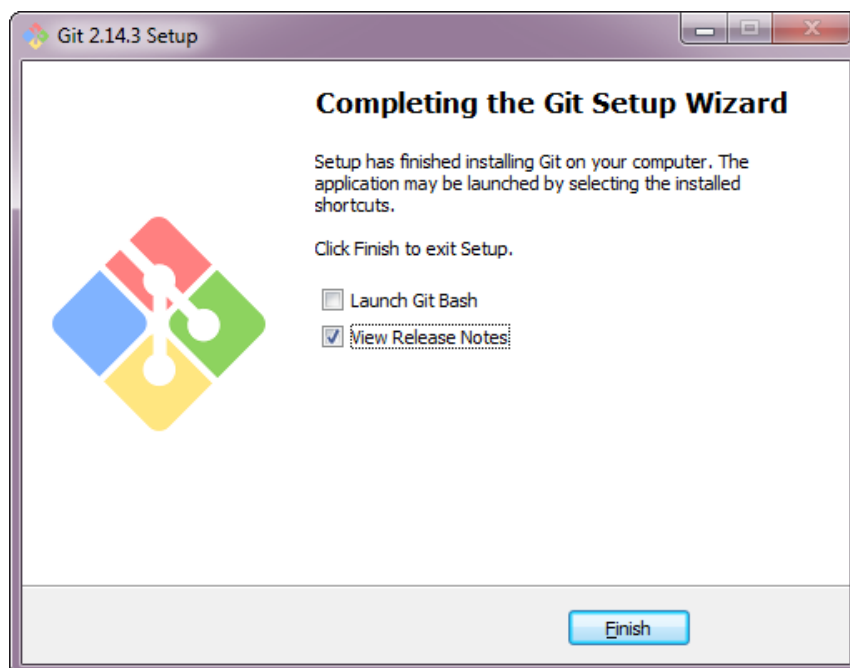 Git 2.14.3 Setup
Completing the Git Setup Wizard
Setup has finished installing Git on your computer. The
application may be launched by selecting the installed
shortcuts.
Click Finish to exit Setup.
Launch Git Bash
View Release Notes
Finish